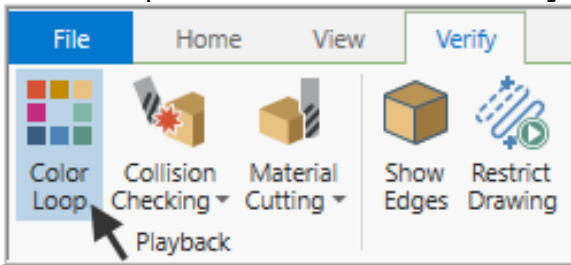 File Home View Verify
Color Loop Collision Checking Material Cutting Show Edges Restrict Drawing
Playback